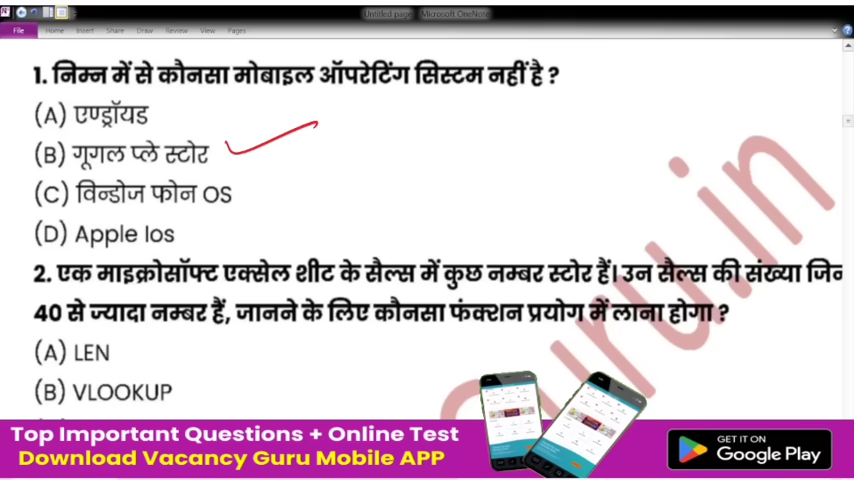 Untitled page - Microsoft OneNote
File Home Insert Share Draw Review View Pages
1. निम्न में से कौनसा मोबाइल ऑपरेटिंग सिस्टम नहीं है ?
(A) एण्ड्रॉयड
(B) गूगल प्ले स्टोर
(C) विन्डोज फोन OS
(D) Apple Ios
2. एक माइक्रोसॉफ्ट एक्सेल शीट के सैल्स में कुछ नम्बर स्टोर हैं। उन सैल्स की संख्या जिन
40 से ज्यादा नम्बर हैं, जानने के लिए कौनसा फंक्शन प्रयोग में लाना होगा ?
(A) LEN
(B) VLOOKUP
uru.in
Top Important Questions + Online Test
Download Vacancy Guru Mobile APP
GET IT ON
Google Play